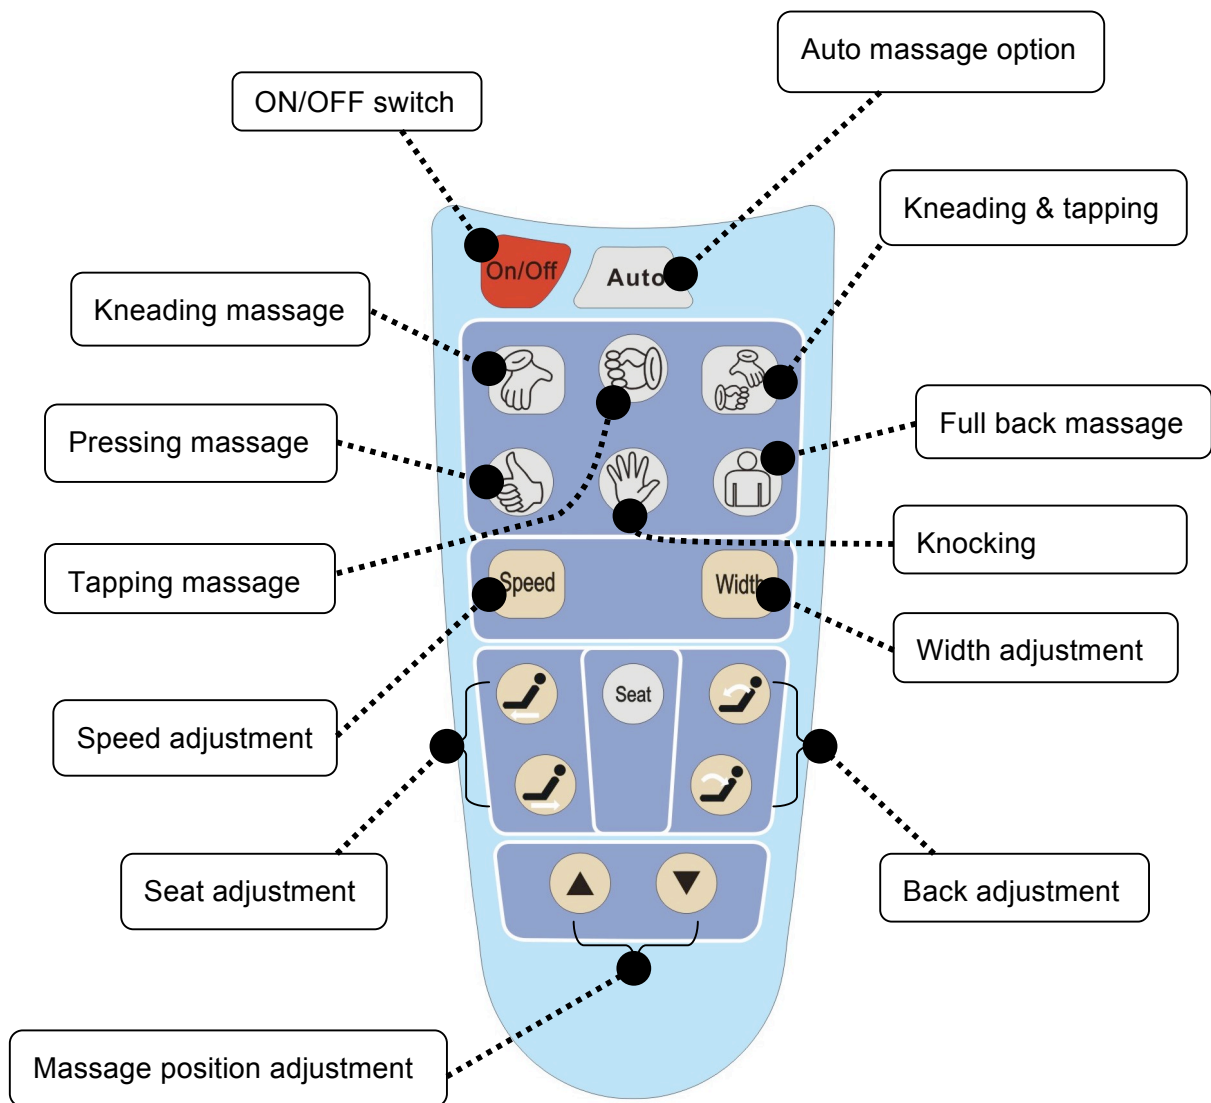 Auto massage option
ON/OFF switch
Kneading & tapping
On/Off
Auto
Kneading massage
Full back massage
Pressing massage
Knocking
Tapping massage
Speed
Width
Width adjustment
Seat
Speed adjustment
Seat adjustment
Back adjustment
Massage position adjustment